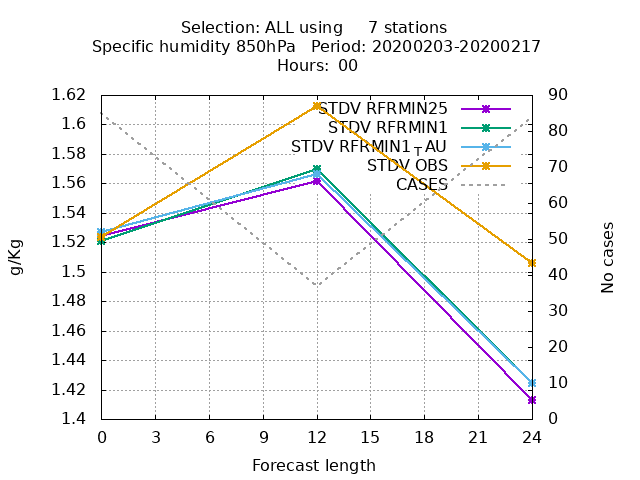 Selection: ALL using 7 stations
Specific humidity 850hPa Period: 20200203-20200217
Hours: 00
1.62
1.6
1.58
1.56
1.54
1.52
1.5
1.48
1.46
1.44
1.42
1.4
g/Kg
STDV RFRMIN25
STDV RFRMIN1
STDV RFRMIN1TAU
STDV OBS
CASES
90
80
70
60
50
40
30
20
10
0
No cases
0 3 6 9 12 15 18 21 24
Forecast length